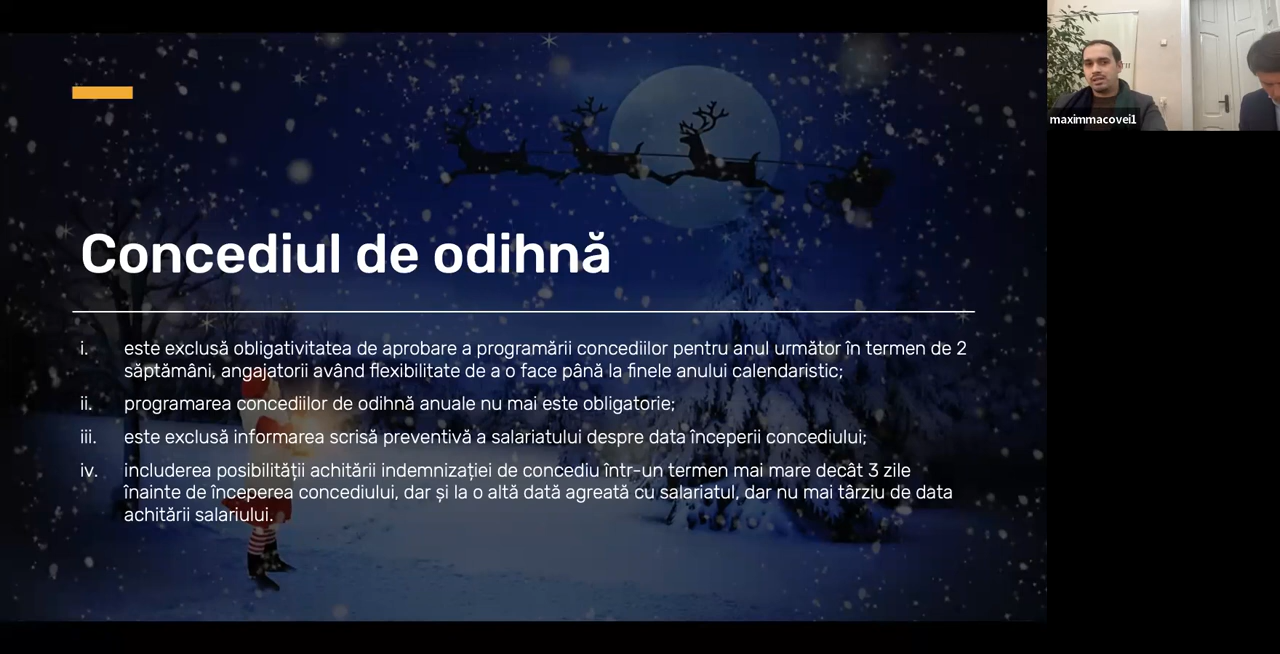 Concediul de odihnă
i. este exclusă obligativitatea de aprobare a programării concediilor pentru anul următor în termen de 2
săptămâni, angajatorii având flexibilitate de a o face până la finele anului calendaristic;
ii. programarea concediilor de odihnă anuale nu mai este obligatorie;
iii. este exclusă informarea scrisă preventivă a salariatului despre data începerii concediului;
iv. includerea posibilității achitării indemnizației de concediu într-un termen mai mare decât 3 zile
înainte de începerea concediului, dar și la o altă dată agreată cu salariatul, dar nu mai târziu de data
achitării salariului.
maximmacovei1